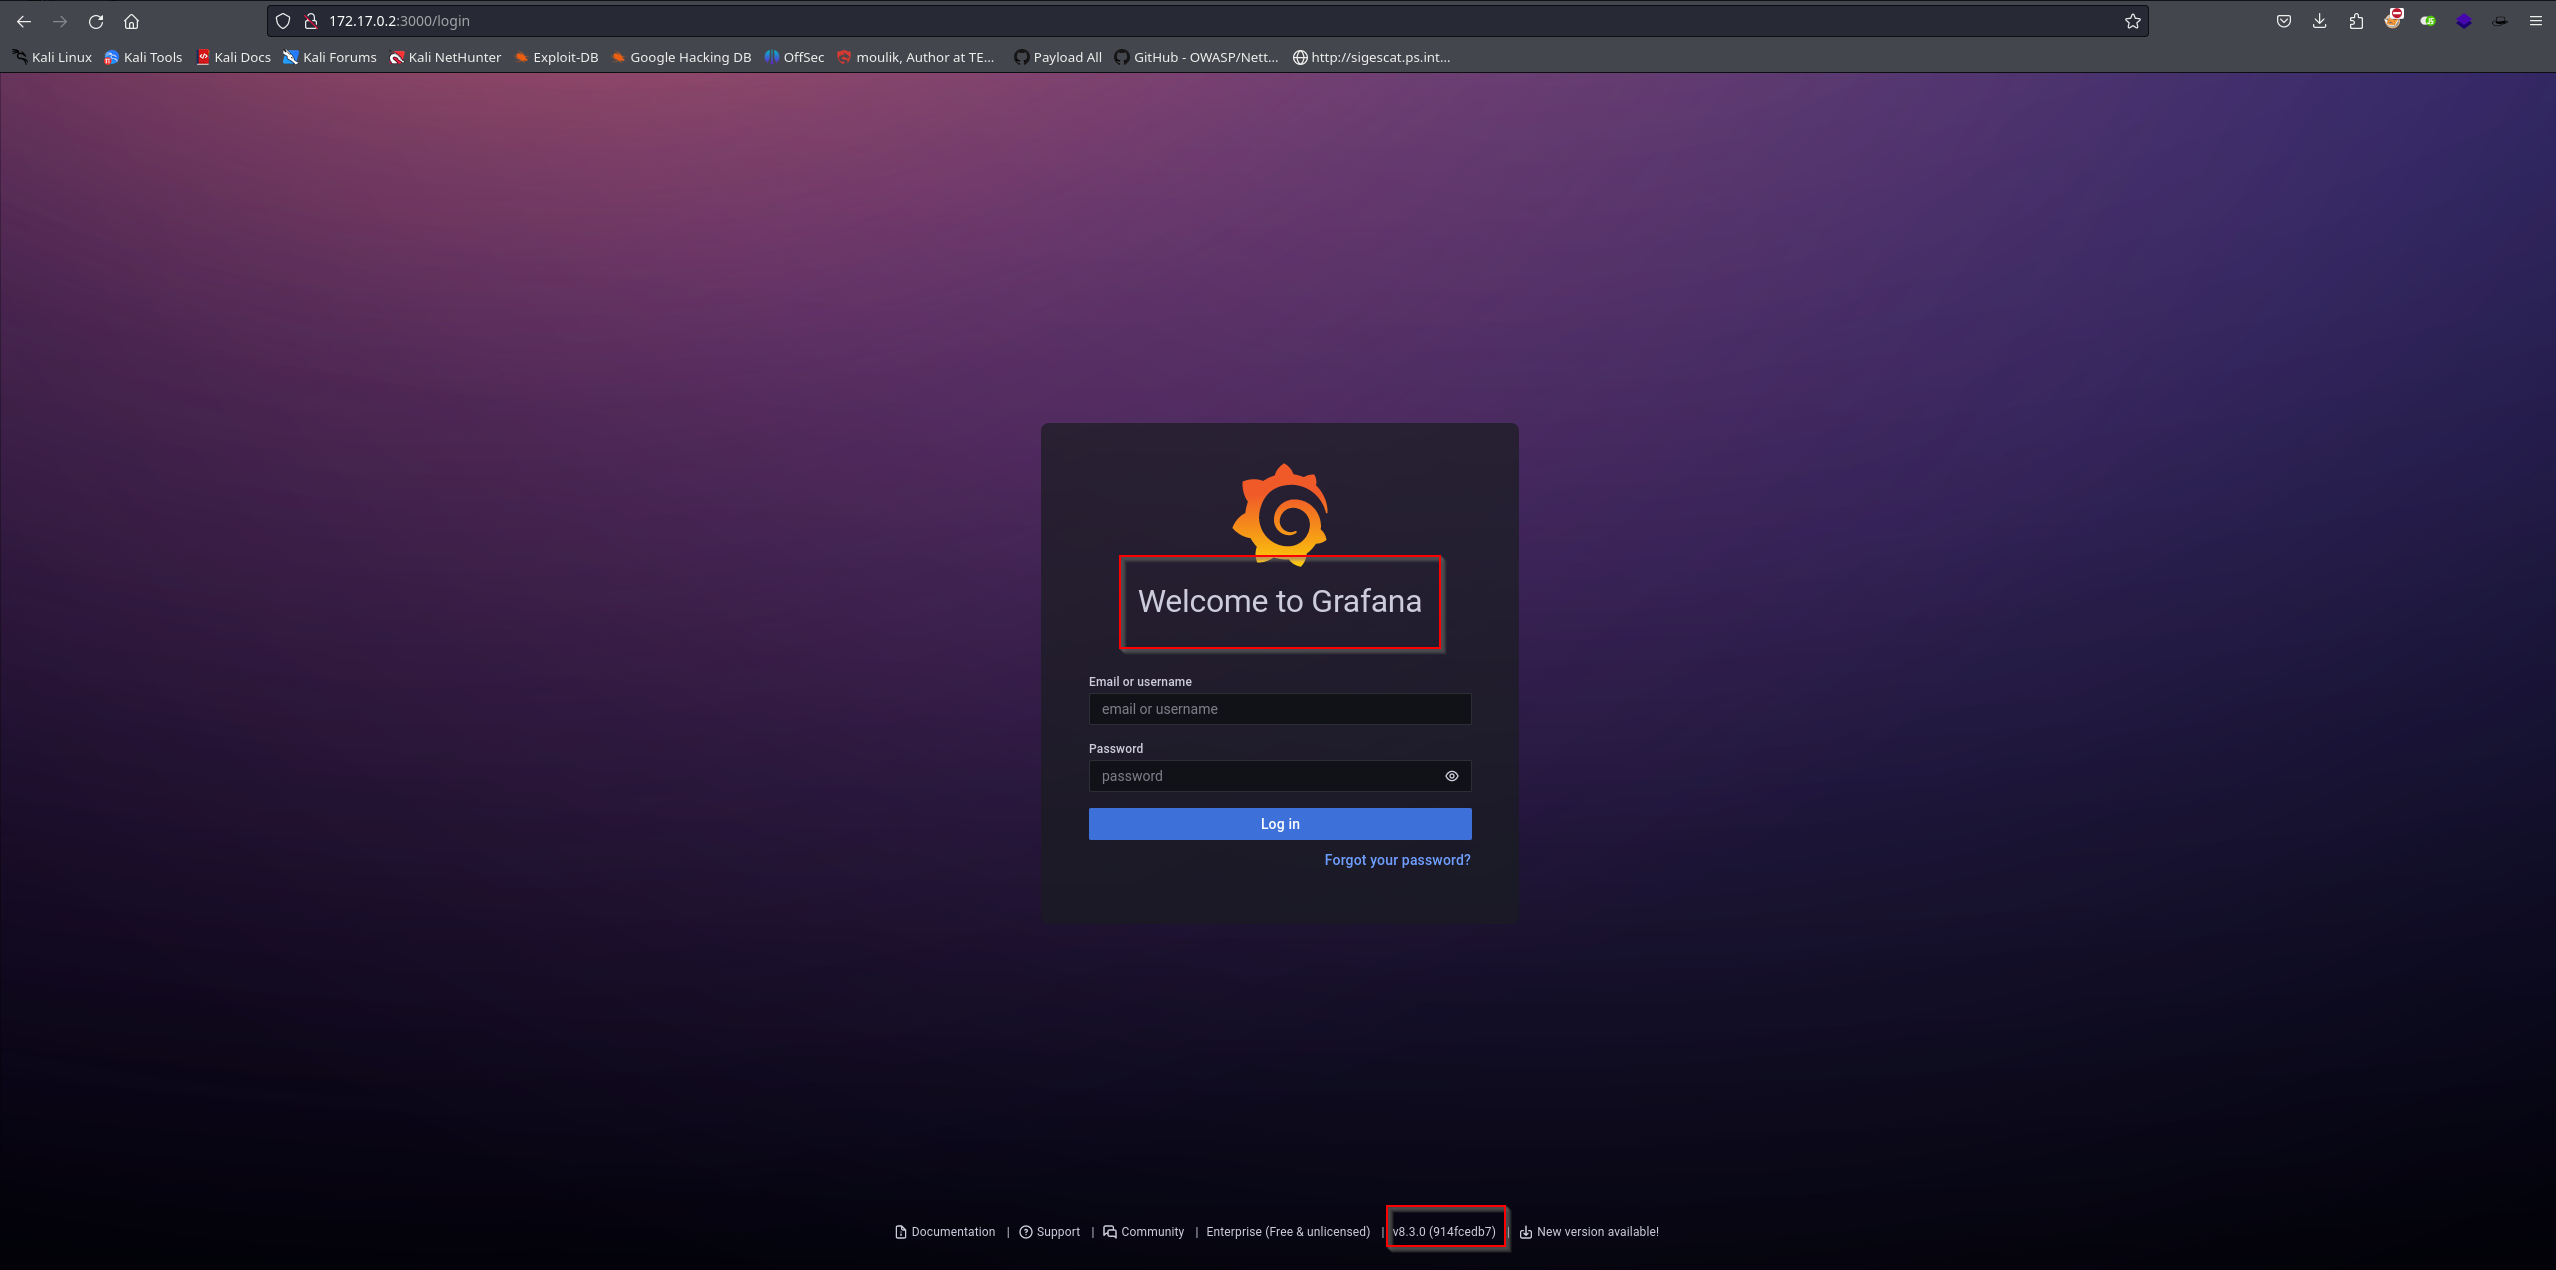 172.17.0.2:3000/login
Kali Linux Kali Tools Kali Docs Kali Forums Kali NetHunter Exploit-DB Google Hacking DB OffSec moulik, Author at TE... Payload All GitHub - OWASP/Nett... http://sigescat.ps.int...
Welcome to Grafana
Email or username
email or username
Password
password
Log in
Forgot your password?
Documentation | Support | Community | Enterprise (Free & unlicensed) | v8.3.0 (914fcedb7) | New version available!